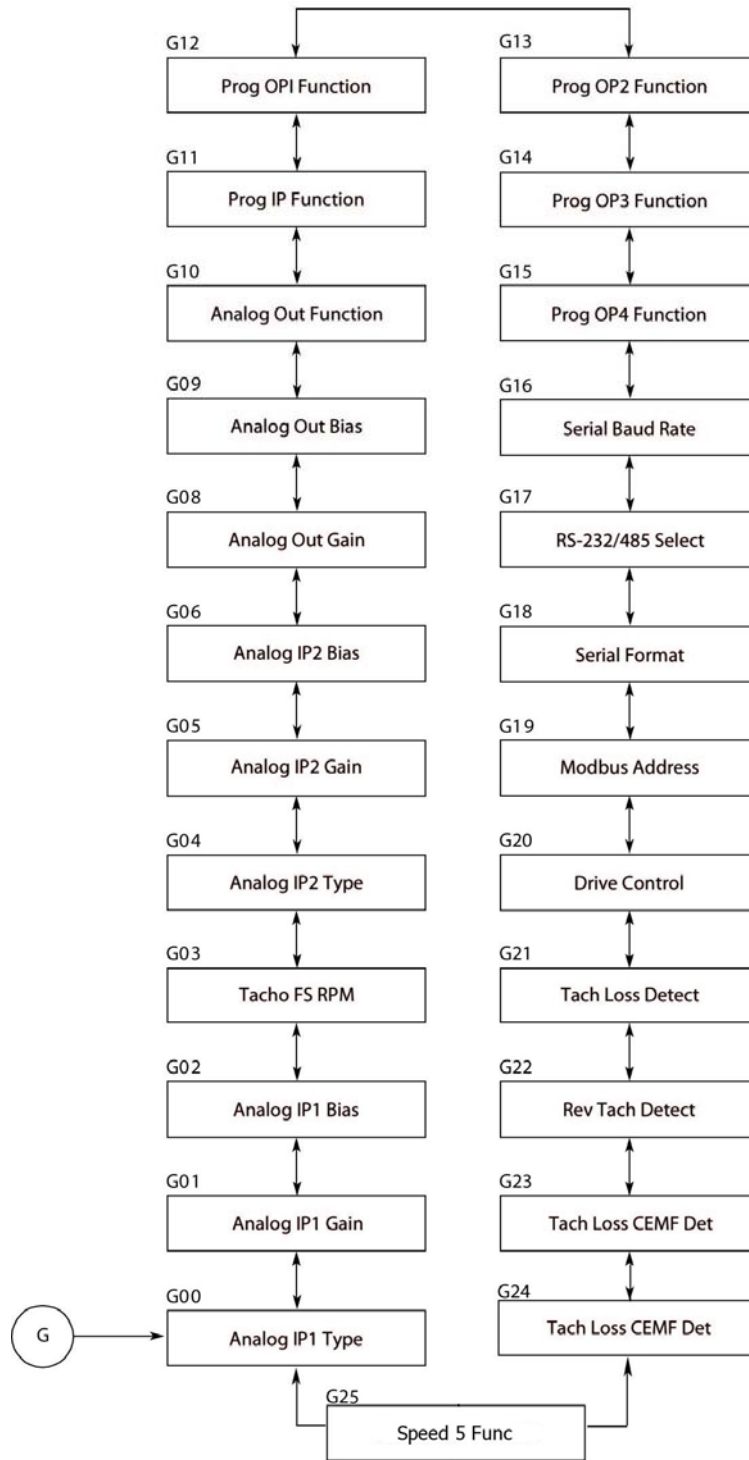 G12
Prog OPI Function
G11
Prog IP Function
G10
Analog Out Function
G09
Analog Out Bias
G08
Analog Out Gain
G06
Analog IP2 Bias
G05
Analog IP2 Gain
G04
Analog IP2 Type
G03
Tacho FS RPM
G02
Analog IP1 Bias
G01
Analog IP1 Gain
G00
Analog IP1 Type
G
G13
Prog OP2 Function
G14
Prog OP3 Function
G15
Prog OP4 Function
G16
Serial Baud Rate
G17
RS-232/485 Select
G18
Serial Format
G19
Modbus Address
G20
Drive Control
G21
Tach Loss Detect
G22
Rev Tach Detect
G23
Tach Loss CEMF Det
G24
Tach Loss CEMF Det
G25
Speed 5 Func